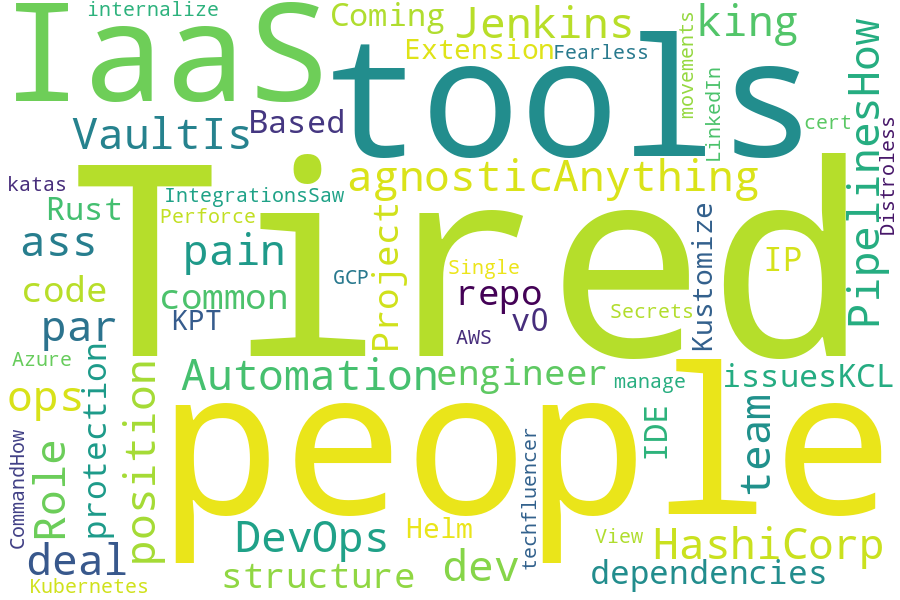 internalize
IaaS
Coming
Jenkins
king
tools
Extension
Fearless
movements
LinkedIn
PipelinesHow
VaultIs
Based
cert
Distroless
katas
Tired
IntegrationsSaw
agnosticAnything
Rust
Perforce
Project
ass
pain
Single
Kustomize
IP
code
common
GCP
repo
Secrets
par
KPT
AWS
v0
Azure
Automation
engineer
manage
issuesKCL
ops
protection
position
people
IDE
team
CommandHow
Role
techfluencer
DevOps
Helm
View
HashiCorp
deal
structure
dev
dependencies
Kubernetes